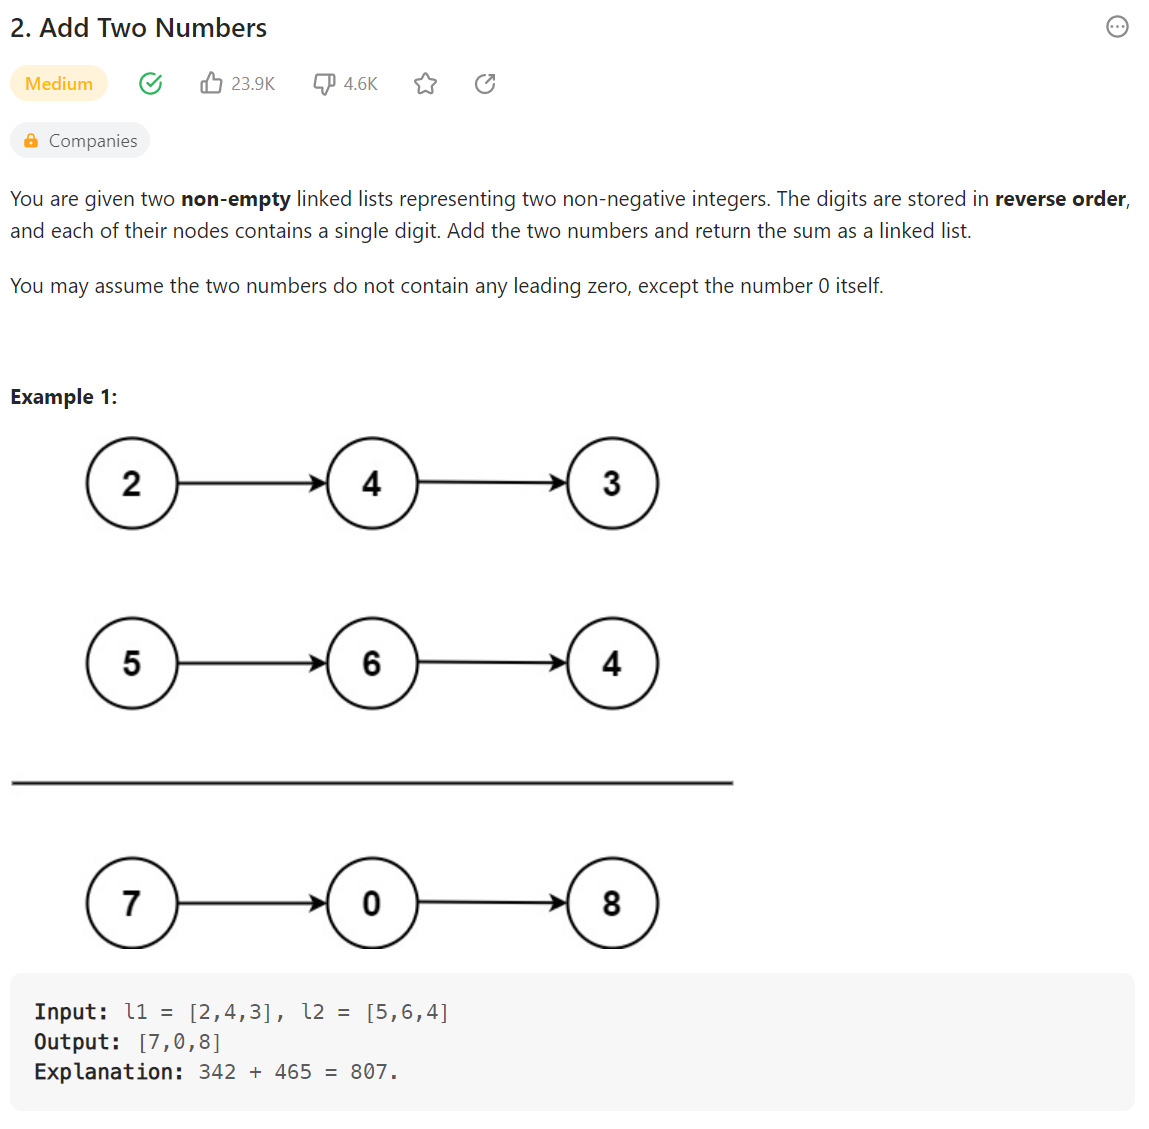 2. Add Two Numbers
Medium 23.9K 4.6K
Companies
You are given two non-empty linked lists representing two non-negative integers. The digits are stored in reverse order,
and each of their nodes contains a single digit. Add the two numbers and return the sum as a linked list.
You may assume the two numbers do not contain any leading zero, except the number 0 itself.
Example 1:
2 4 3
5 6 4
7 0 8
Input: l1 = [2,4,3], l2 = [5,6,4]
Output: [7,0,8]
Explanation: 342 + 465 = 807.